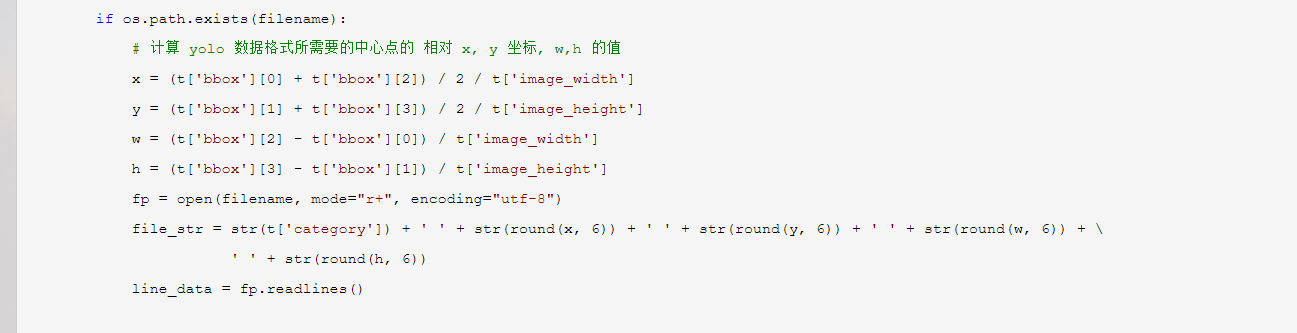 if os.path.exists(filename):
# 计算 yolo 数据格式所需要的中心点的 相对 x, y 坐标, w,h 的值
x = (t['bbox'][0] + t['bbox'][2]) / 2 / t['image_width']
y = (t['bbox'][1] + t['bbox'][3]) / 2 / t['image_height']
w = (t['bbox'][2] - t['bbox'][0]) / t['image_width']
h = (t['bbox'][3] - t['bbox'][1]) / t['image_height']
fp = open(filename, mode="r+", encoding="utf-8")
file_str = str(t['category']) + ' ' + str(round(x, 6)) + ' ' + str(round(y, 6)) + ' ' + str(round(w, 6)) + \
' ' + str(round(h, 6))
line_data = fp.readlines()